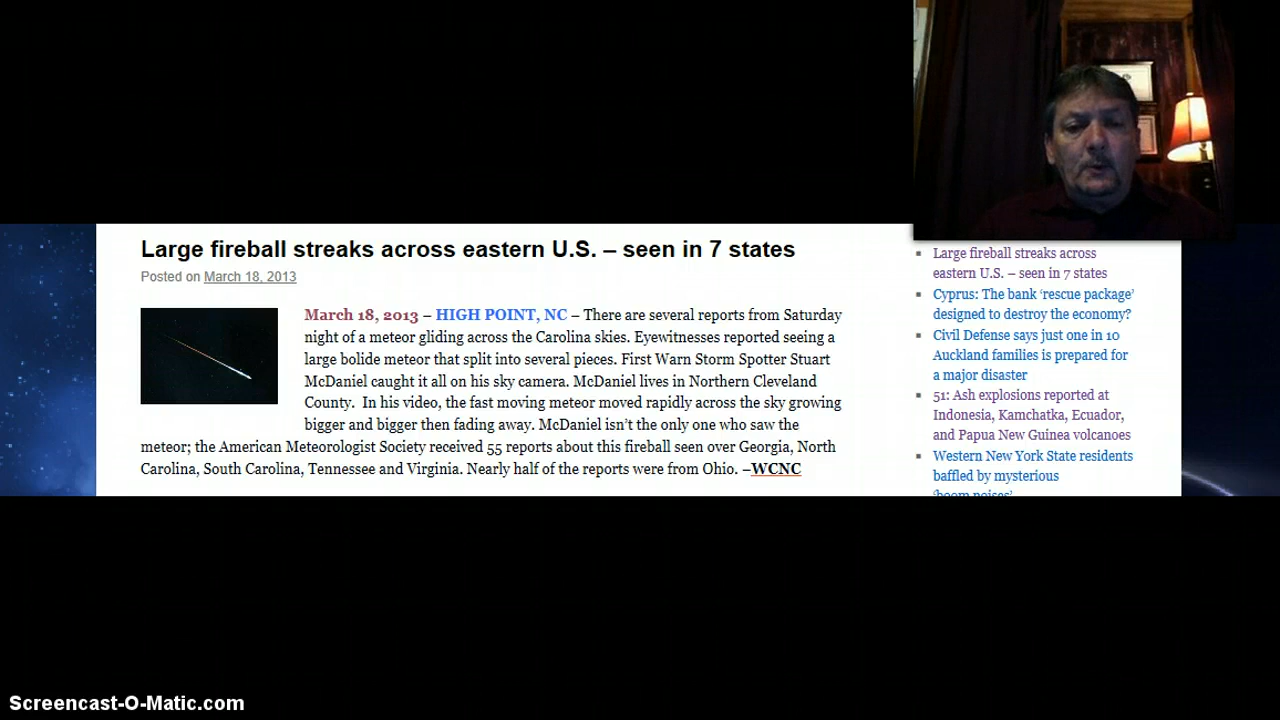 Large fireball streaks across eastern U.S. – seen in 7 states
Posted on March 18, 2013
March 18, 2013 – HIGH POINT, NC – There are several reports from Saturday
night of a meteor gliding across the Carolina skies. Eyewitnesses reported seeing a
large bolide meteor that split into several pieces. First Warn Storm Spotter Stuart
McDaniel caught it all on his sky camera. McDaniel lives in Northern Cleveland
County.  In his video, the fast moving meteor moved rapidly across the sky growing
bigger and bigger then fading away. McDaniel isn't the only one who saw the
meteor; the American Meteorologist Society received 55 reports about this fireball seen over Georgia, North
Carolina, South Carolina, Tennessee and Virginia. Nearly half of the reports were from Ohio. –WCNC
Large fireball streaks across
eastern U.S. – seen in 7 states
Cyprus: The bank ‘rescue package’
designed to destroy the economy?
Civil Defense says just one in 10
Auckland families is prepared for
a major disaster
51: Ash explosions reported at
Indonesia, Kamchatka, Ecuador,
and Papua New Guinea volcanoes
Western New York State residents
baffled by mysterious
‘boom noises’
Screencast-O-Matic.com